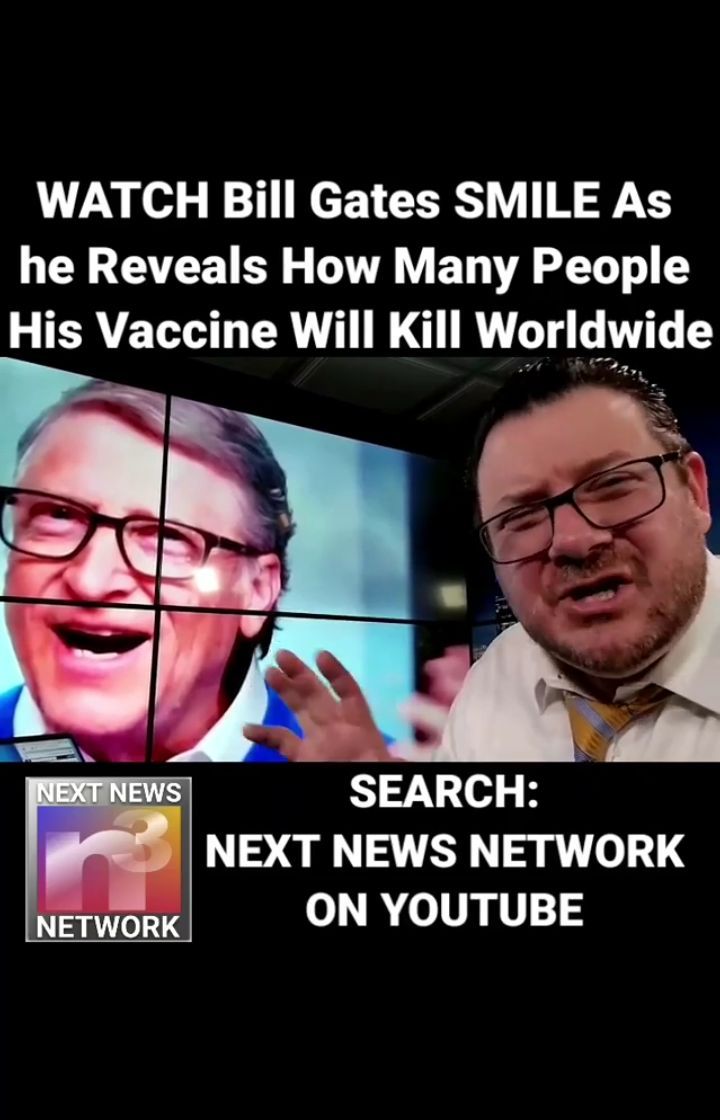 WATCH Bill Gates SMILE As
he Reveals How Many People
His Vaccine Will Kill Worldwide
NEXT NEWS
n3
NETWORK
SEARCH:
NEXT NEWS NETWORK
ON YOUTUBE